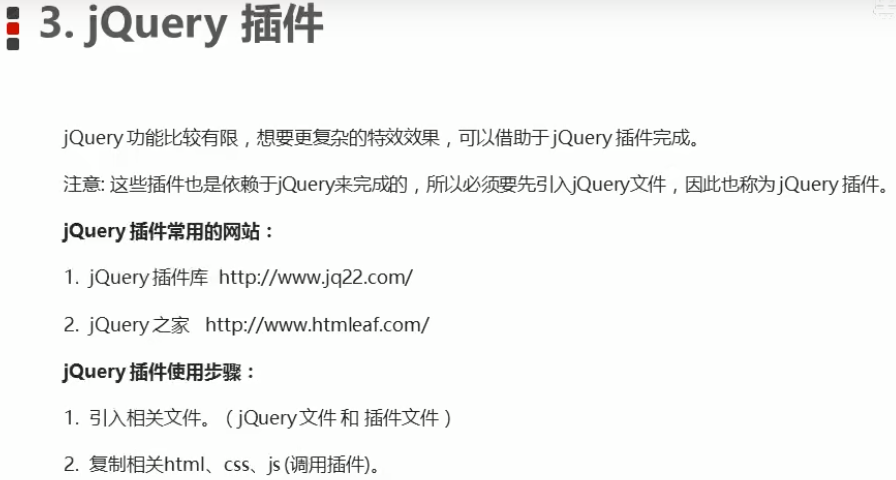 3. jQuery 插件
jQuery 功能比较有限，想要更复杂的特效效果，可以借助于 jQuery 插件完成。
注意: 这些插件也是依赖于jQuery来完成的，所以必须要先引入jQuery文件，因此也称为 jQuery 插件。
jQuery 插件常用的网站：
1. jQuery 插件库 http://www.jq22.com/
2. jQuery 之家 http://www.htmleaf.com/
jQuery 插件使用步骤：
1. 引入相关文件。（jQuery 文件 和 插件文件）
2. 复制相关html、css、js (调用插件)。